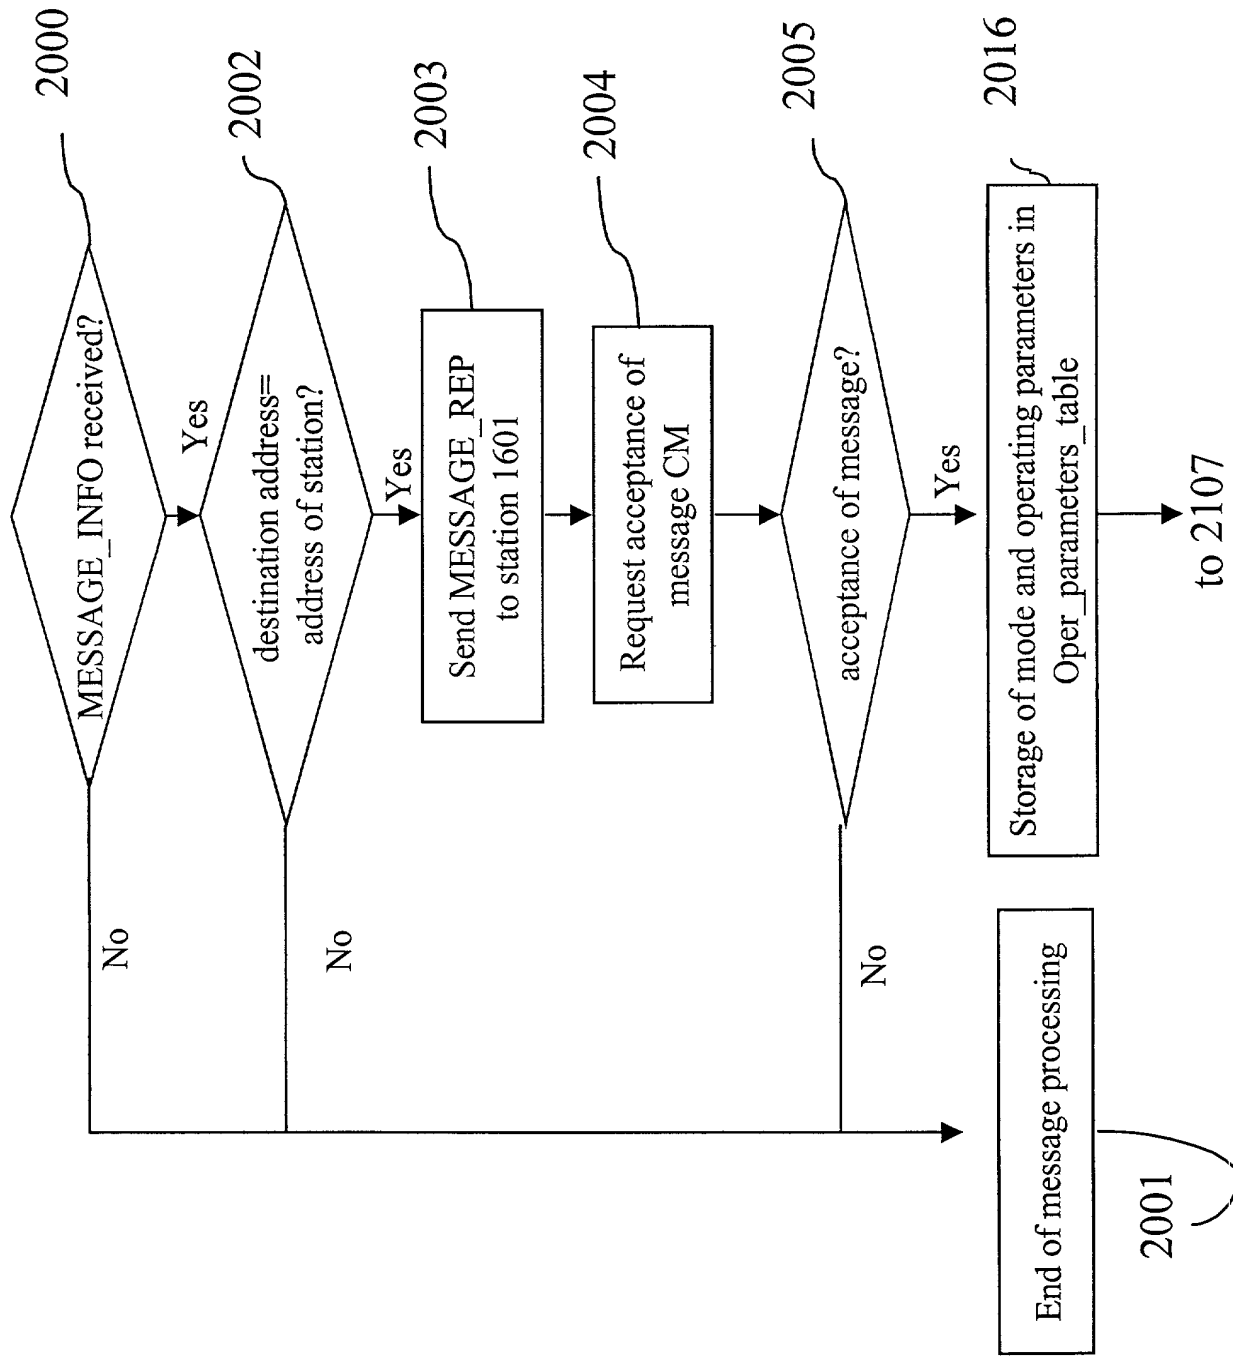 MESSAGE_INFO received?
2000
Yes
No
destination address=
address of station?
2002
Yes
No
Send MESSAGE_REP
to station 1601
2003
Request acceptance of
message CM
2004
acceptance of message?
2005
Yes
No
Storage of mode and operating parameters in
Oper_parameters_table
2016
End of message processing
2001
to 2107